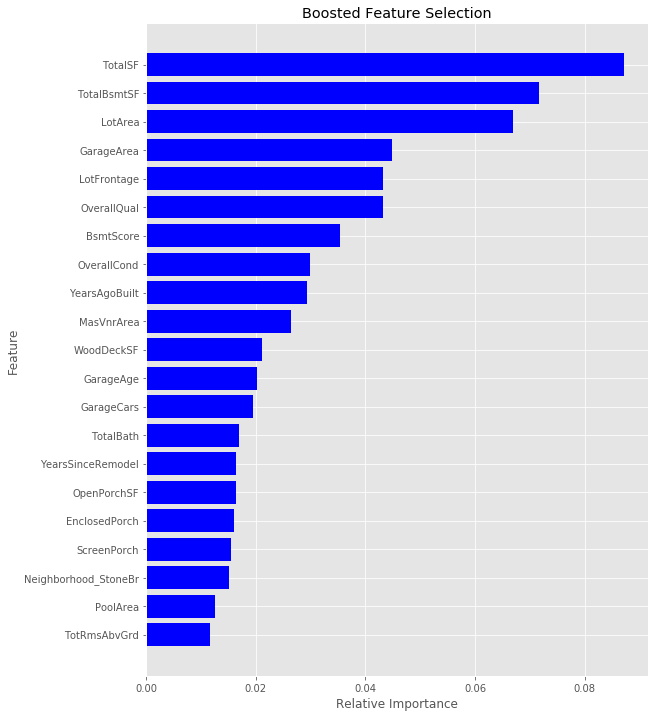 Boosted Feature Selection
TotalSF
TotalBsmtSF
LotArea
GarageArea
LotFrontage
OverallQual
BsmtScore
OverallCond
YearsAgoBuilt
MasVnrArea
WoodDeckSF
GarageAge
GarageCars
TotalBath
YearsSinceRemodel
OpenPorchSF
EnclosedPorch
ScreenPorch
Neighborhood_StoneBr
PoolArea
TotRmsAbvGrd
Feature
0.00 0.02 0.04 0.06 0.08
Relative Importance